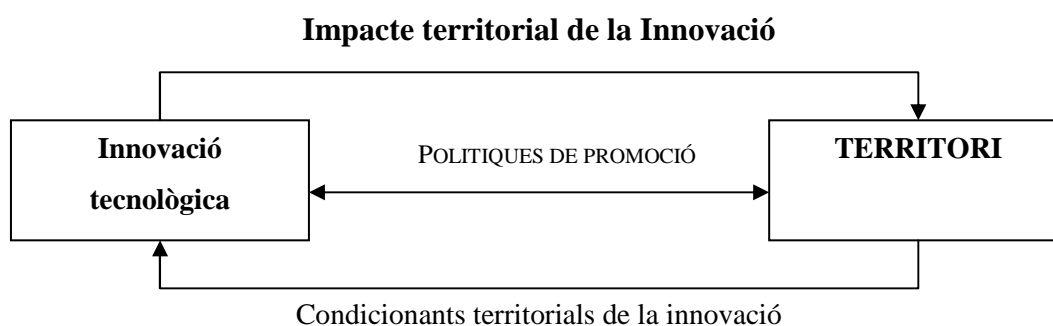 Impacte territorial de la Innovació
Innovació
tecnològica
POLITIQUES DE PROMOCIÓ
TERRITORI
Condicionants territorials de la innovació